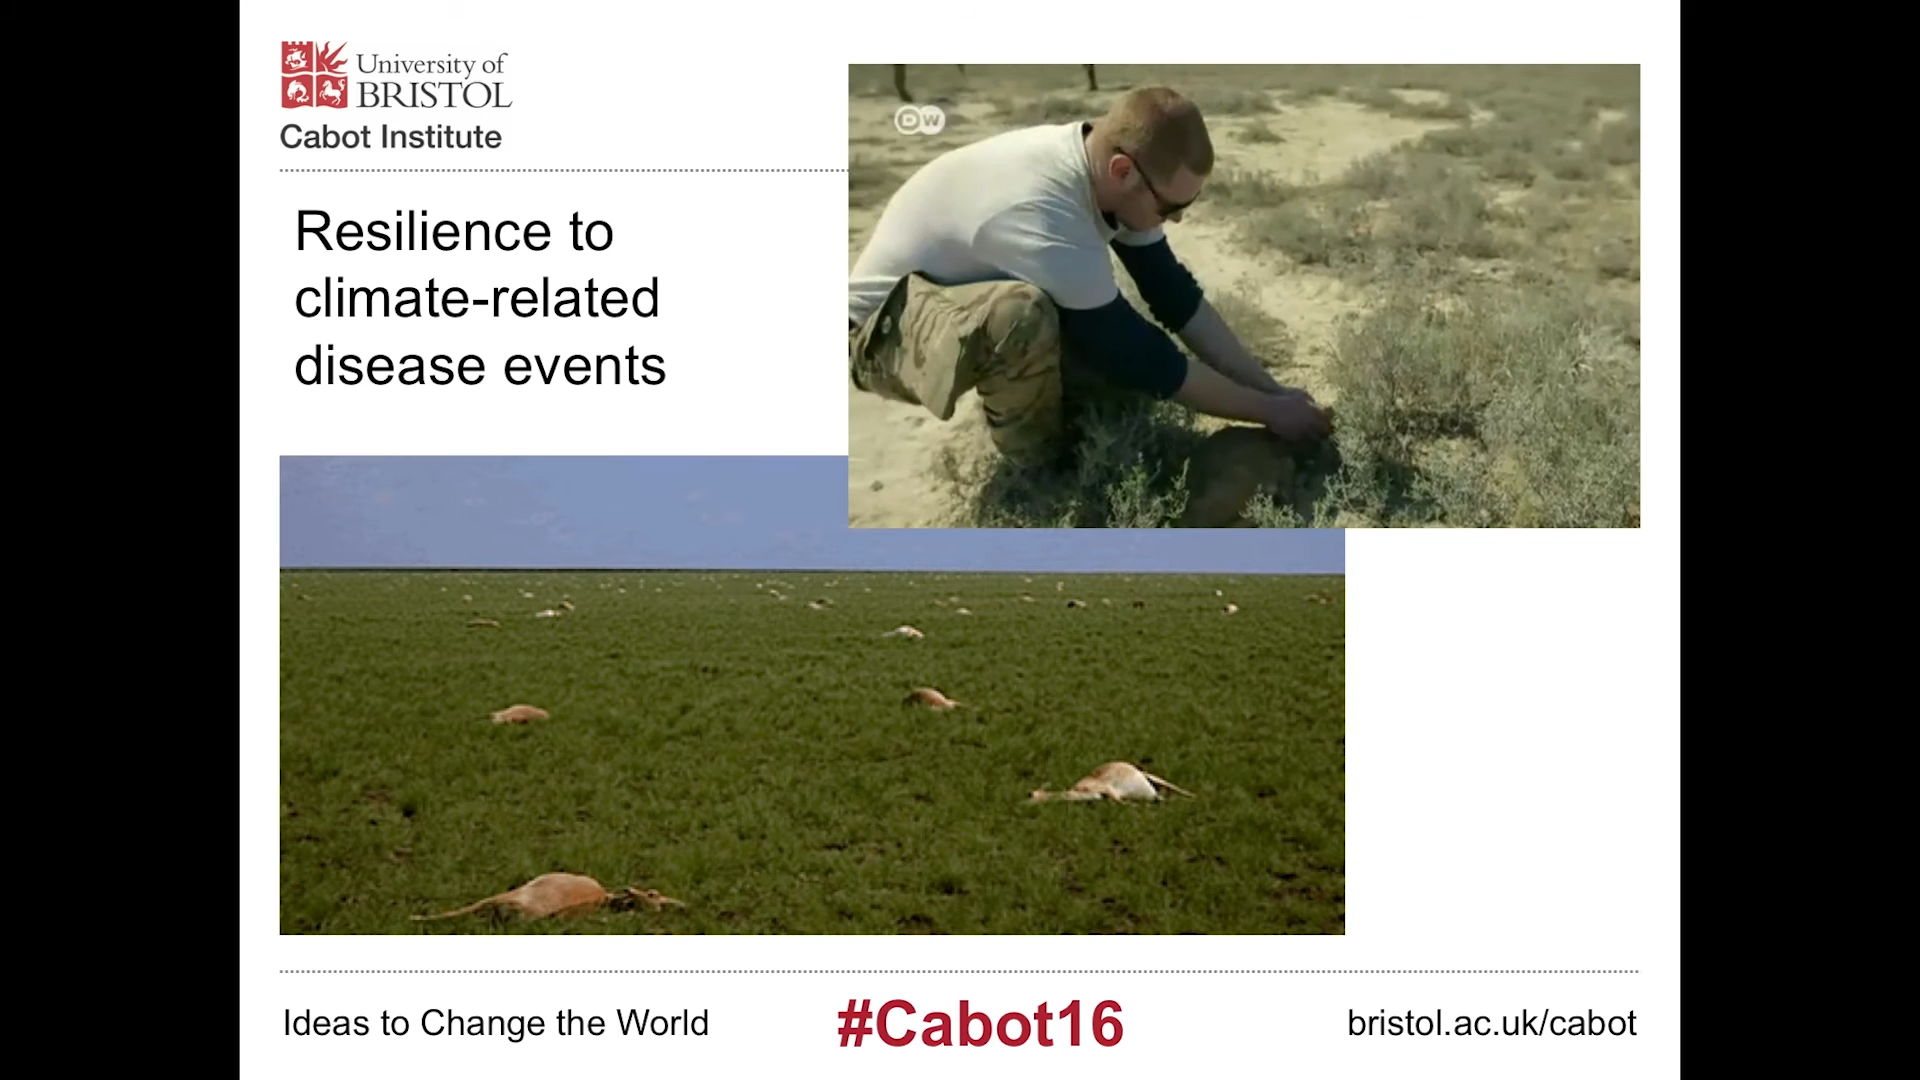 University of
BRISTOL
Cabot Institute
DW
Resilience to
climate-related
disease events
Ideas to Change the World
#Cabot16
bristol.ac.uk/cabot